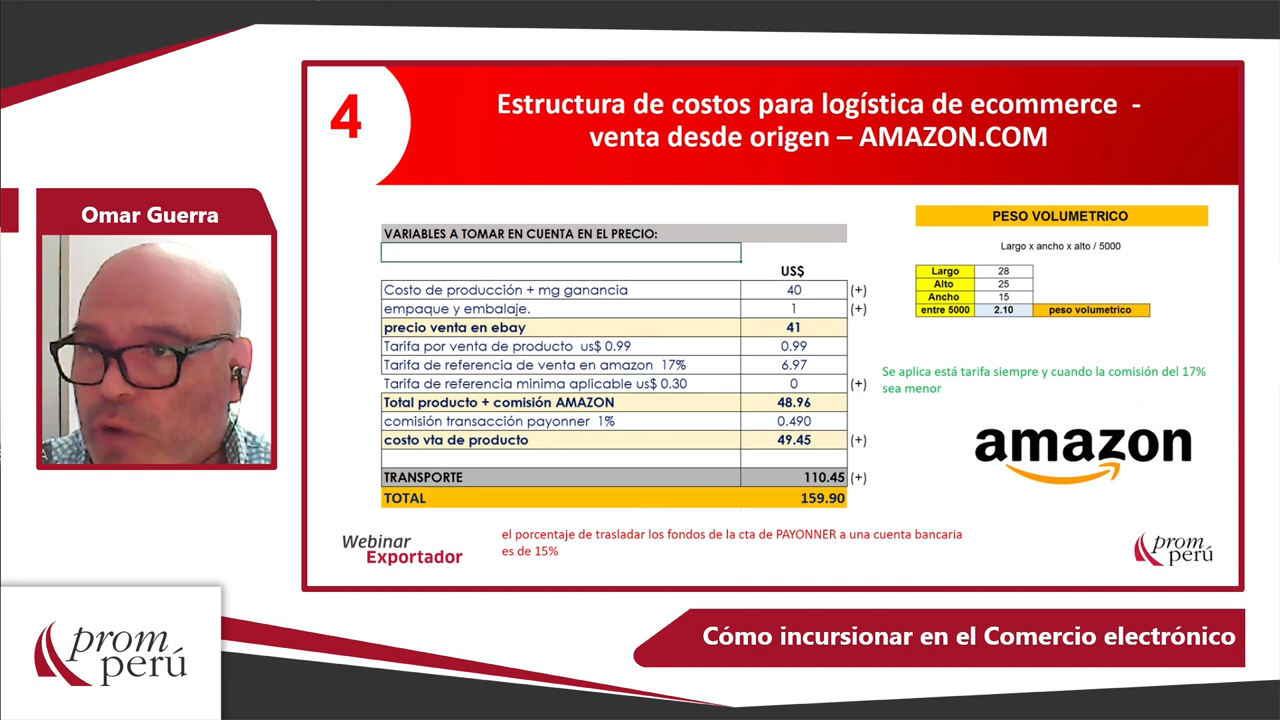 4
Estructura de costos para logística de ecommerce -
venta desde origen – AMAZON.COM
Omar Guerra
VARIABLES A TOMAR EN CUENTA EN EL PRECIO:
US$
Costo de producción + mg ganancia 40 (+)
empaque y embalaje. 1 (+)
precio venta en ebay 41
Tarifa por venta de producto us$ 0.99 0.99
Tarifa de referencia de venta en amazon 17% 6.97
Tarifa de referencia minima aplicable us$ 0.30 0 (+)
Total producto + comisión AMAZON 48.96
comisión transacción payonner 1% 0.490
costo vta de producto 49.45 (+)
TRANSPORTE 110.45 (+)
TOTAL 159.90
PESO VOLUMETRICO
Largo x ancho x alto / 5000
Largo 28
Alto 25
Ancho 15
entre 5000 2.10 peso volumetrico
Se aplica está tarifa siempre y cuando la comisión del 17%
sea menor
amazon
el porcentaje de trasladar los fondos de la cta de PAYONNER a una cuenta bancaria
es de 15%
Webinar
Exportador
prom
perú
Cómo incursionar en el Comercio electrónico
prom
perú